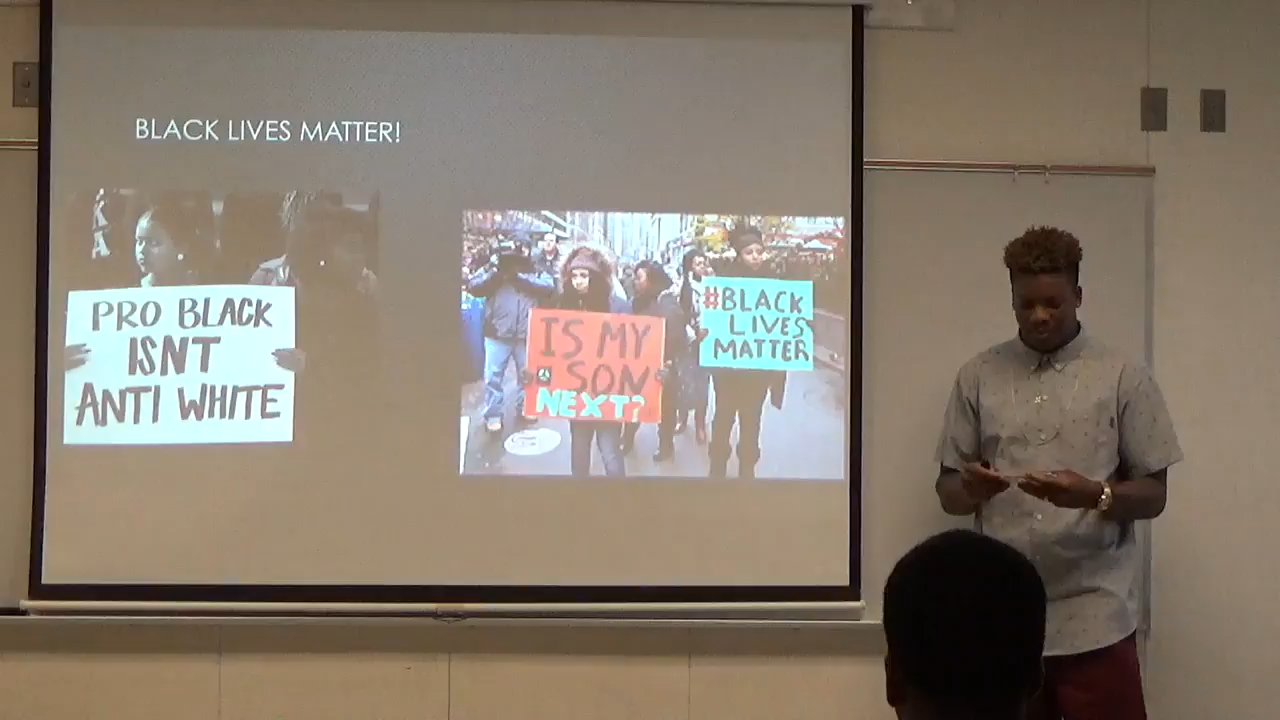 BLACK LIVES MATTER!
PRO BLACK
ISNT
ANTI WHITE
IS MY
SON
NEXT?
#BLACK
LIVES
MATTER